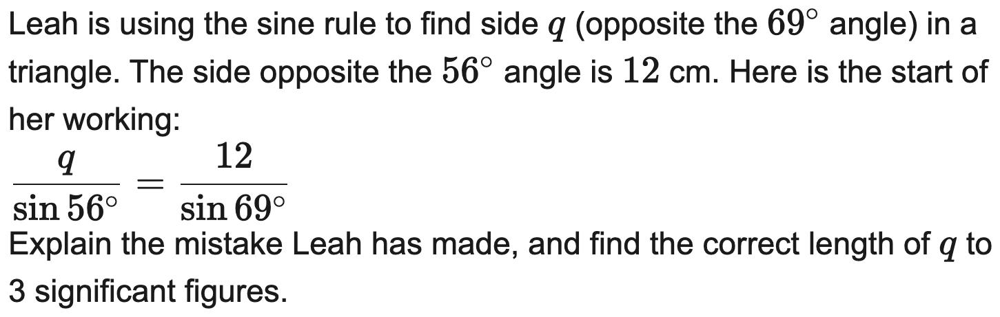 Leah is using the sine rule to find side q (opposite the 69° angle) in a
triangle. The side opposite the 56° angle is 12 cm. Here is the start of
her working:
q/sin 56° = 12/sin 69°
Explain the mistake Leah has made, and find the correct length of q to
3 significant figures.